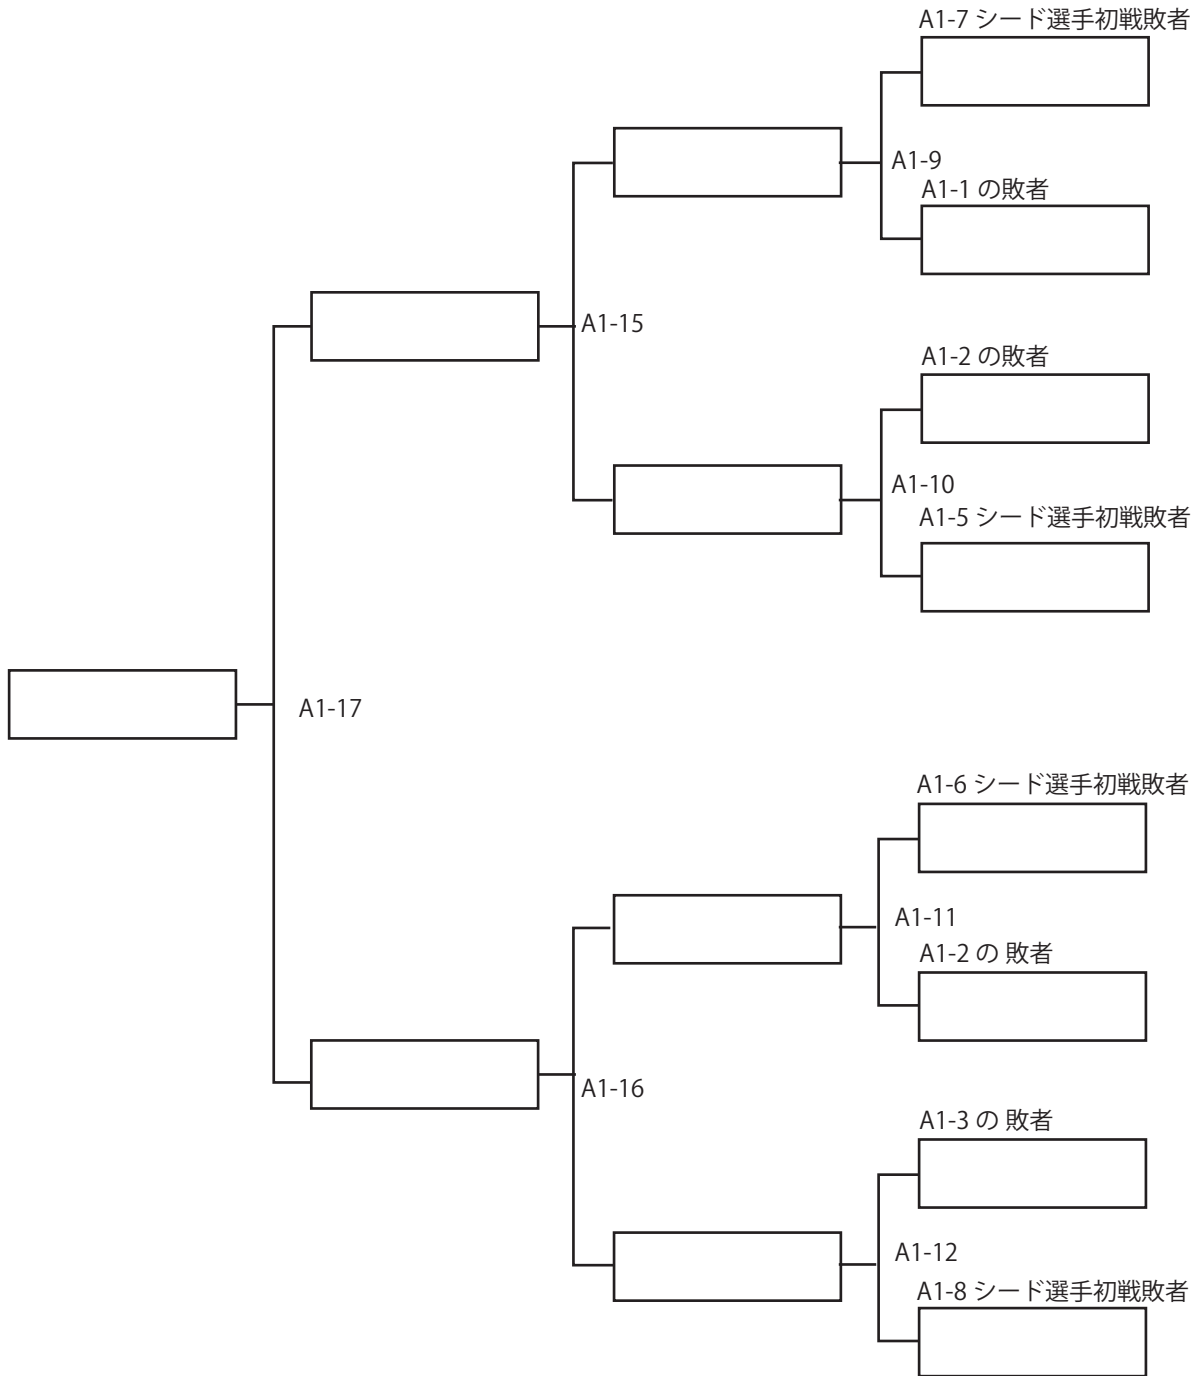 A1-7 シード選手初戦敗者
A1-9
A1-1 の敗者
A1-15
A1-2 の敗者
A1-10
A1-5 シード選手初戦敗者
A1-17
A1-6 シード選手初戦敗者
A1-11
A1-2 の 敗者
A1-16
A1-3 の 敗者
A1-12
A1-8 シード選手初戦敗者